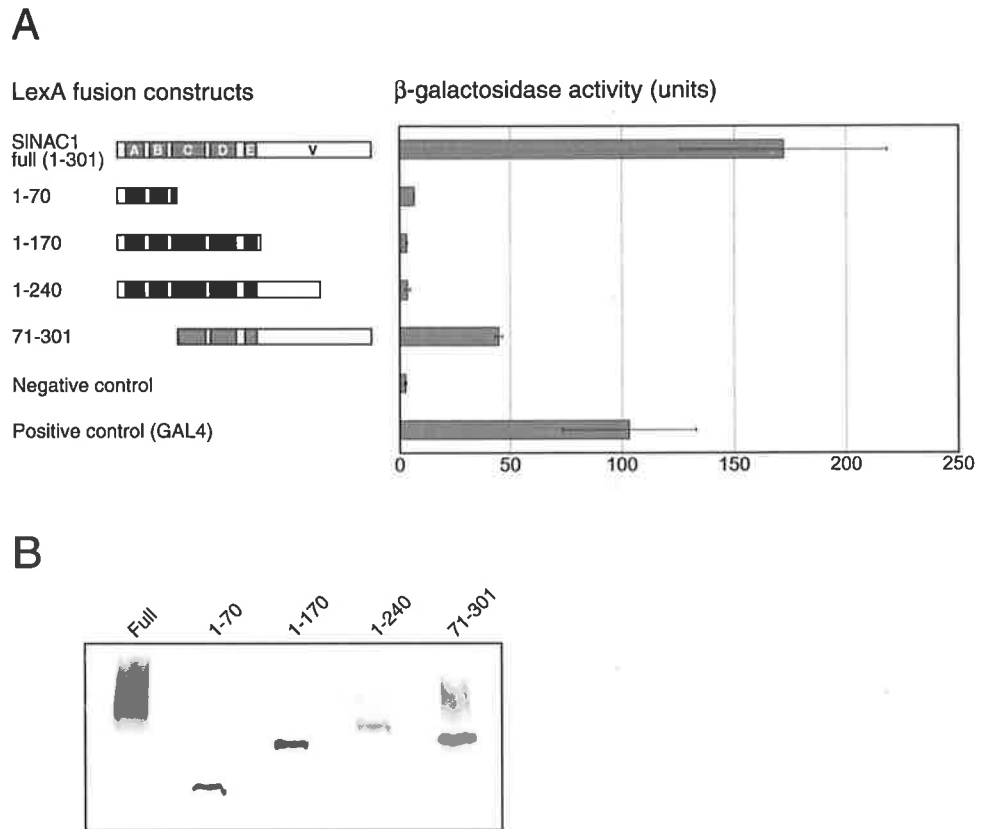 A
LexA fusion constructs
β-galactosidase activity (units)
SlNAC1
full (1-301)
A B C D E V
1-70
1-170
1-240
71-301
Negative control
Positive control (GAL4)
0 50 100 150 200 250
B
Full 1-70 1-170 1-240 71-301